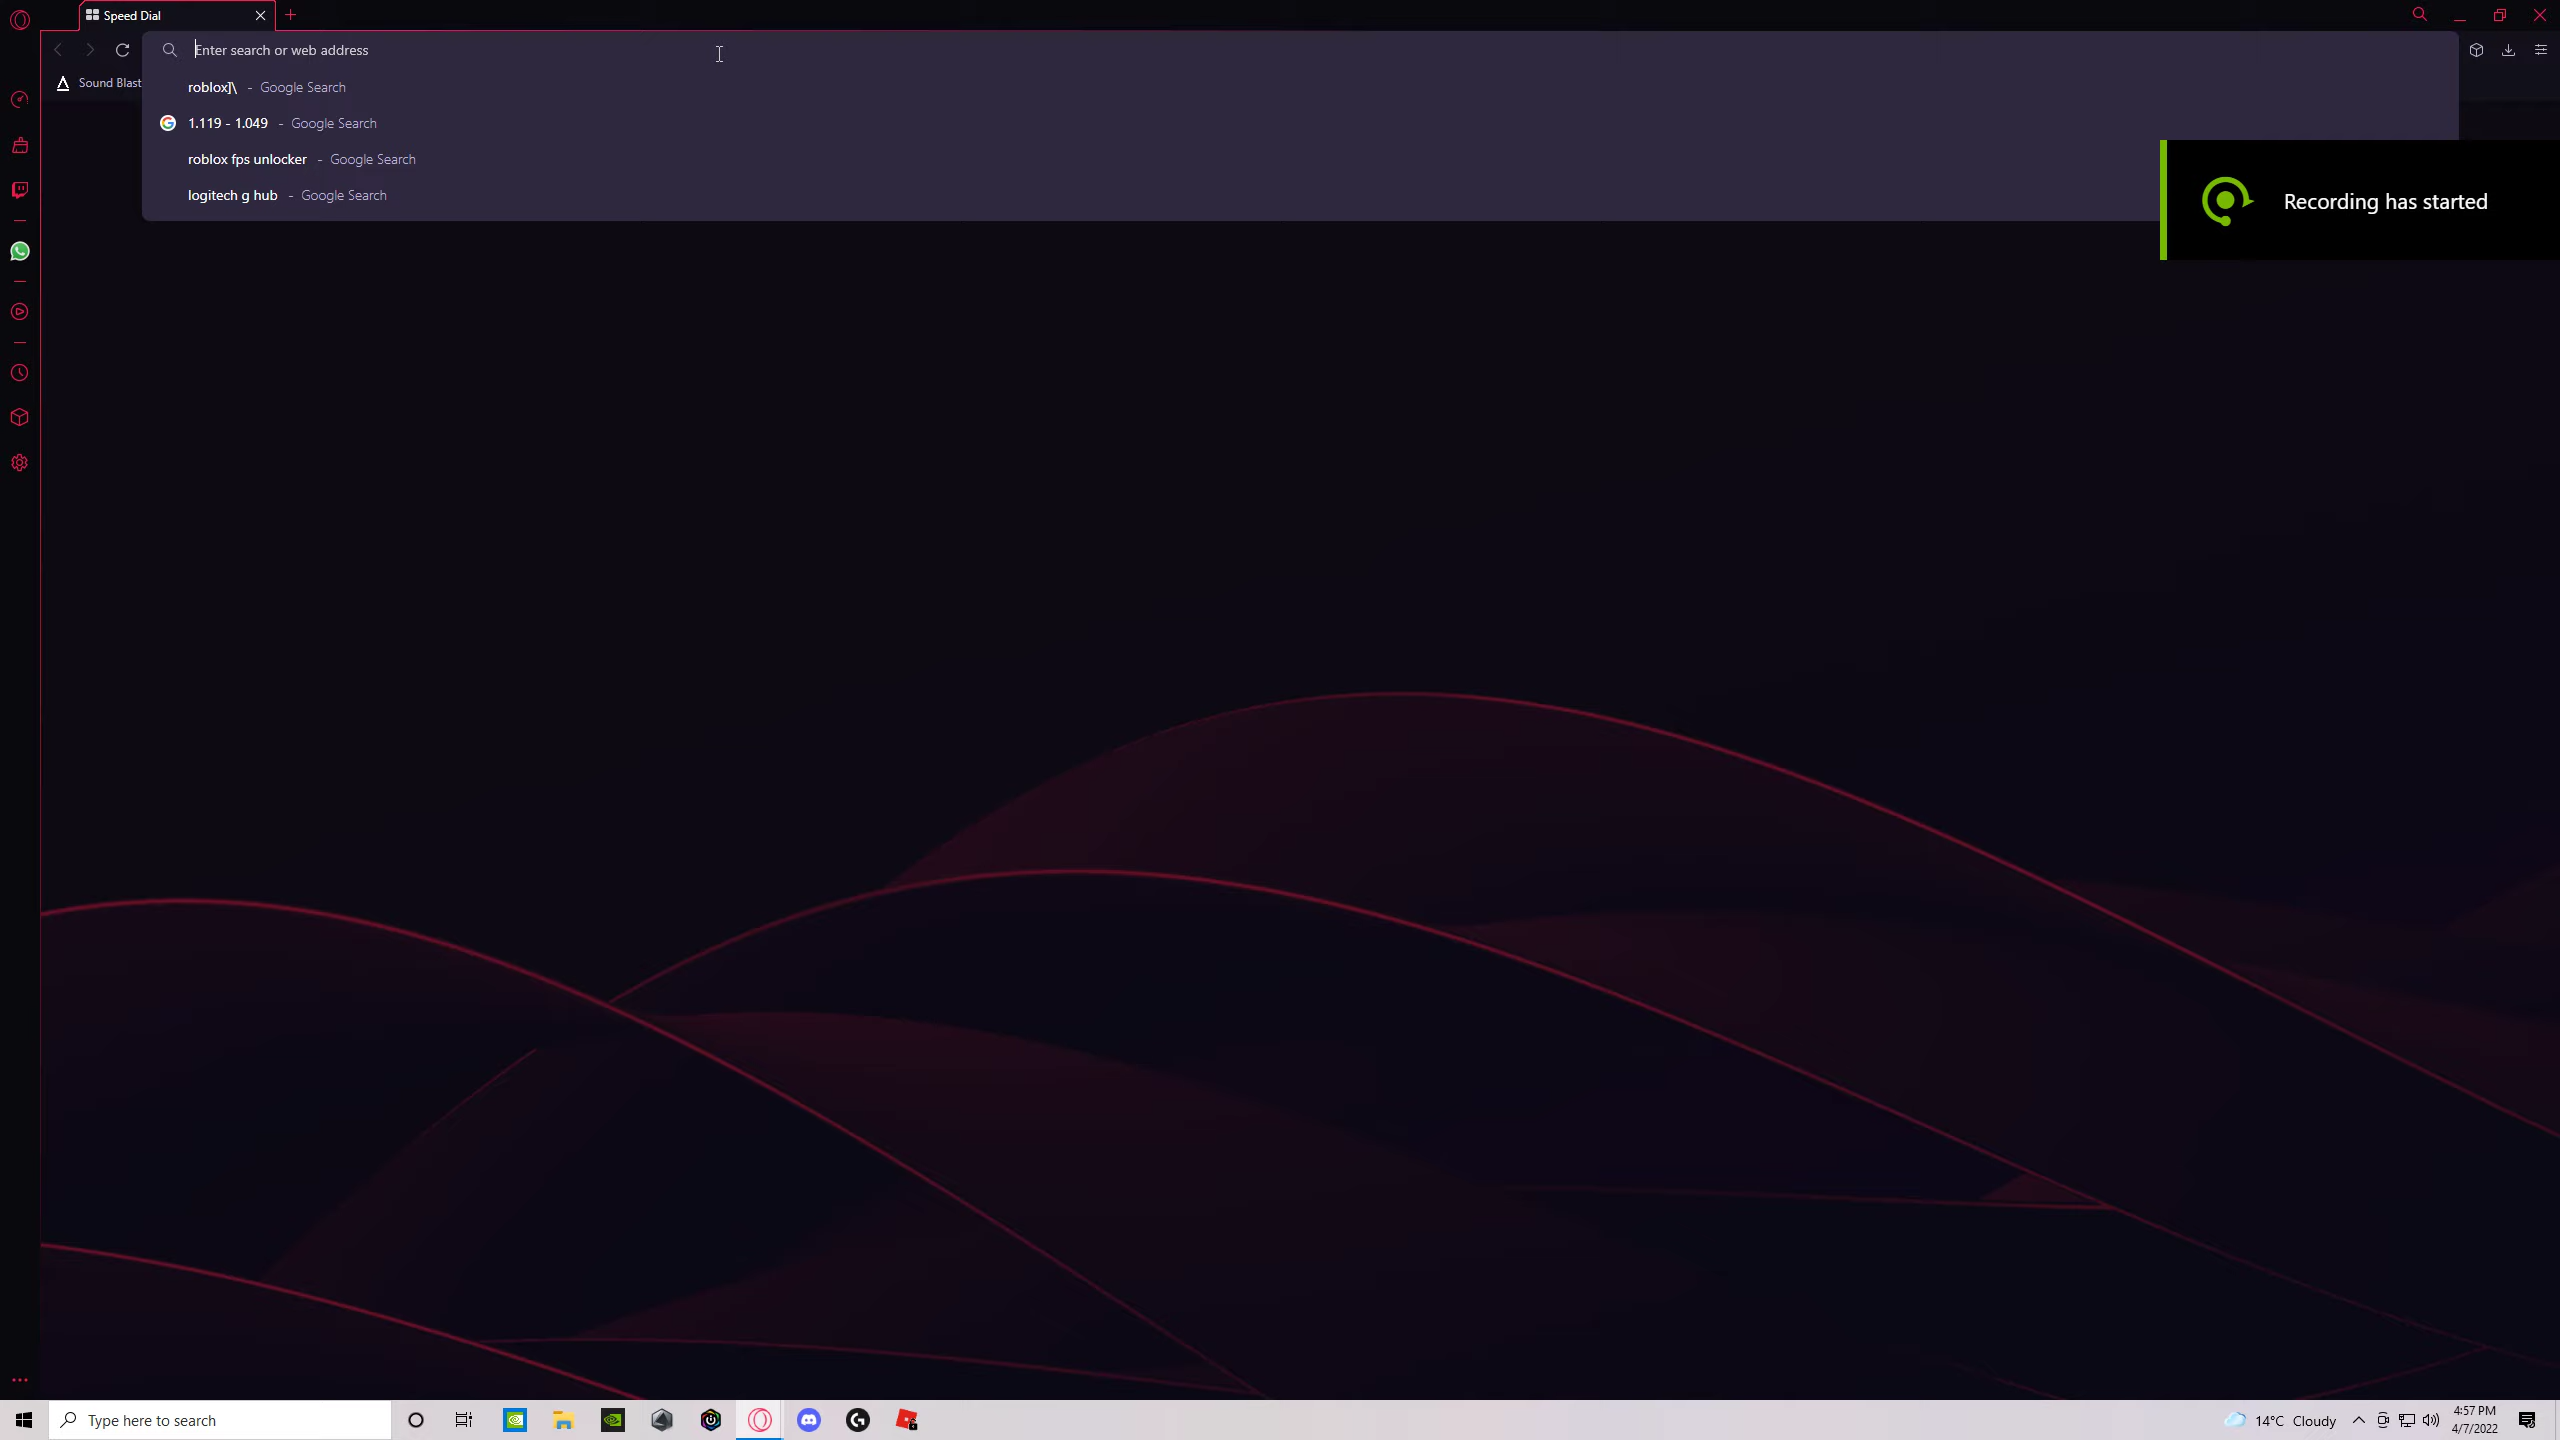 Speed Dial
Enter search or web address
Sound Blast
roblox]\ - Google Search
1.119 - 1.049 - Google Search
roblox fps unlocker - Google Search
logitech g hub - Google Search
Recording has started
Type here to search
14°C Cloudy
4:57 PM
4/7/2022